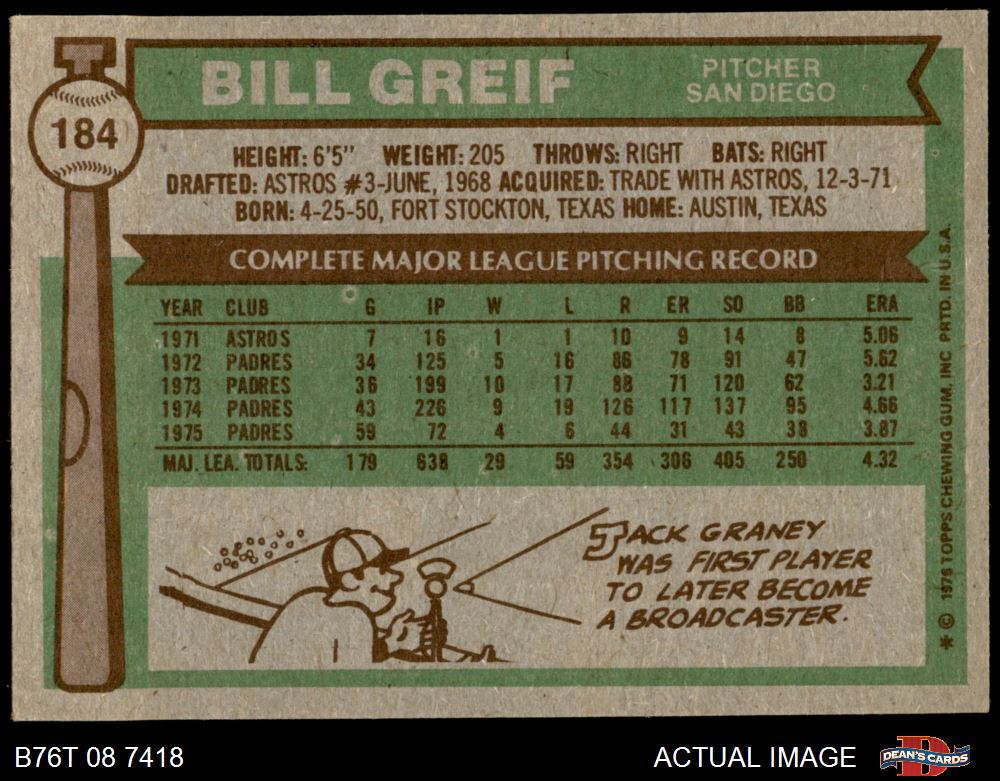 184
BILL GREIF
PITCHER
SAN DIEGO
HEIGHT: 6'5" WEIGHT: 205 THROWS: RIGHT BATS: RIGHT
DRAFTED: ASTROS #3-JUNE, 1968 ACQUIRED: TRADE WITH ASTROS, 12-3-71
BORN: 4-25-50, FORT STOCKTON, TEXAS HOME: AUSTIN, TEXAS
COMPLETE MAJOR LEAGUE PITCHING RECORD
YEAR CLUB G IP W L R ER SO BB ERA
1971 ASTROS 7 16 1 1 10 9 14 8 5.06
1972 PADRES 34 125 5 16 86 78 91 47 5.62
1973 PADRES 36 199 10 17 88 71 120 62 3.21
1974 PADRES 43 226 9 19 126 117 137 95 4.66
1975 PADRES 59 72 4 6 44 31 43 38 3.87
MAJ. LEA. TOTALS: 179 638 29 59 354 306 405 250 4.32
JACK GRANEY
WAS FIRST PLAYER
TO LATER BECOME
A BROADCASTER.
* © 1976 TOPPS CHEWING GUM, INC PRTD. IN U.S.A.
B76T 08 7418
ACTUAL IMAGE
D
DEAN'S CARDS